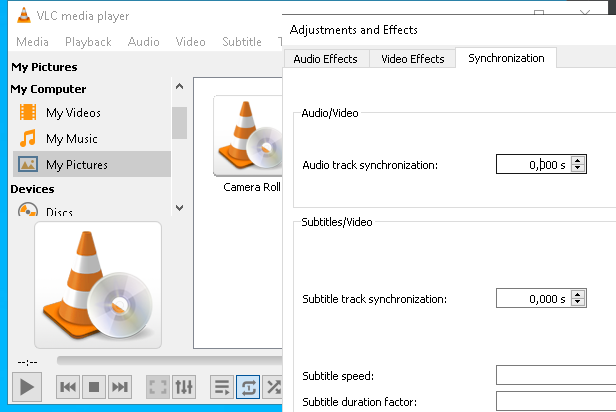 VLC media player
Media Playback Audio Video Subtitle
My Pictures
My Computer
My Videos
My Music
My Pictures
Devices
Discs
Camera Roll
--:--
Adjustments and Effects
Audio Effects Video Effects Synchronization
Audio/Video
Audio track synchronization: 0,000 s
Subtitles/Video
Subtitle track synchronization: 0,000 s
Subtitle speed:
Subtitle duration factor: